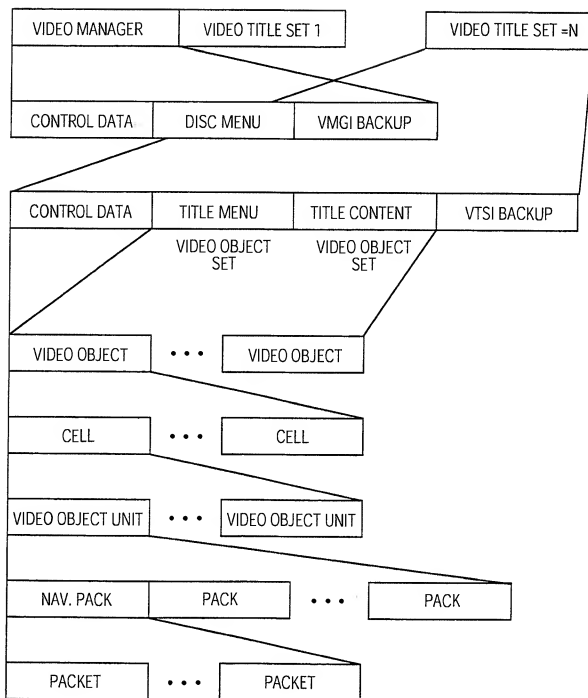 VIDEO MANAGER VIDEO TITLE SET 1 VIDEO TITLE SET =N
CONTROL DATA DISC MENU VMGI BACKUP
CONTROL DATA TITLE MENU TITLE CONTENT VTSI BACKUP
VIDEO OBJECT VIDEO OBJECT
SET SET
VIDEO OBJECT • • • VIDEO OBJECT
CELL • • • CELL
VIDEO OBJECT UNIT • • • VIDEO OBJECT UNIT
NAV. PACK PACK • • • PACK
PACKET • • • PACKET